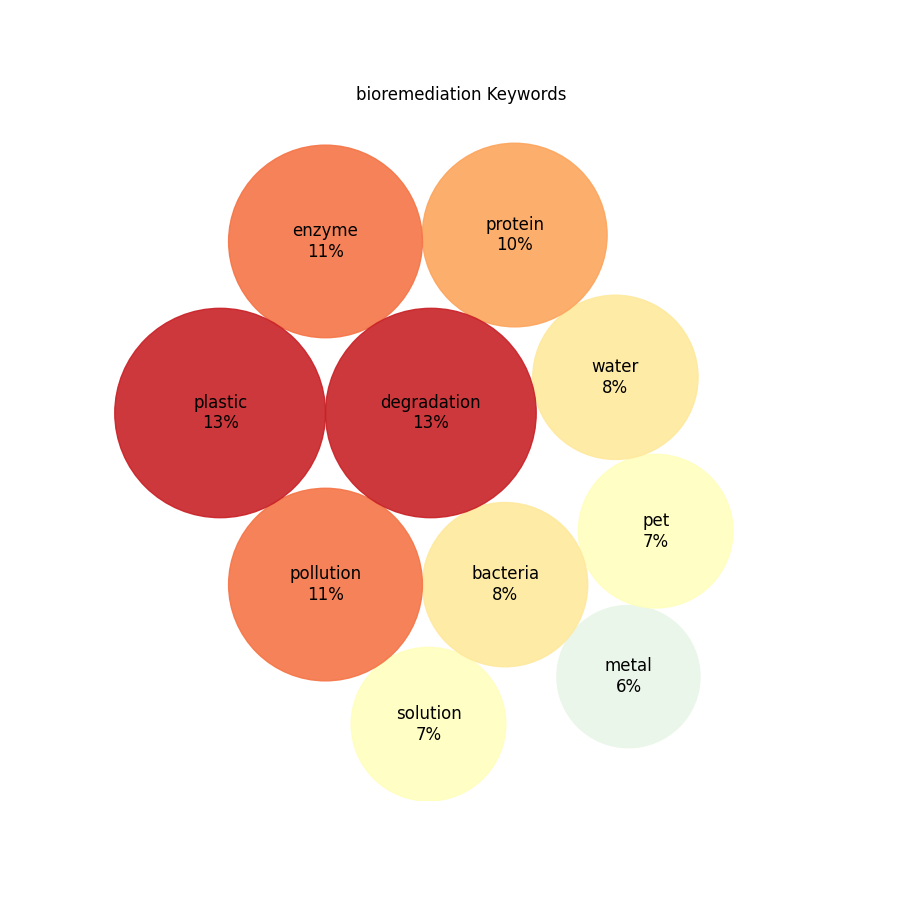 bioremediation Keywords
enzyme
11%
protein
10%
water
8%
plastic
13%
degradation
13%
pet
7%
pollution
11%
bacteria
8%
metal
6%
solution
7%